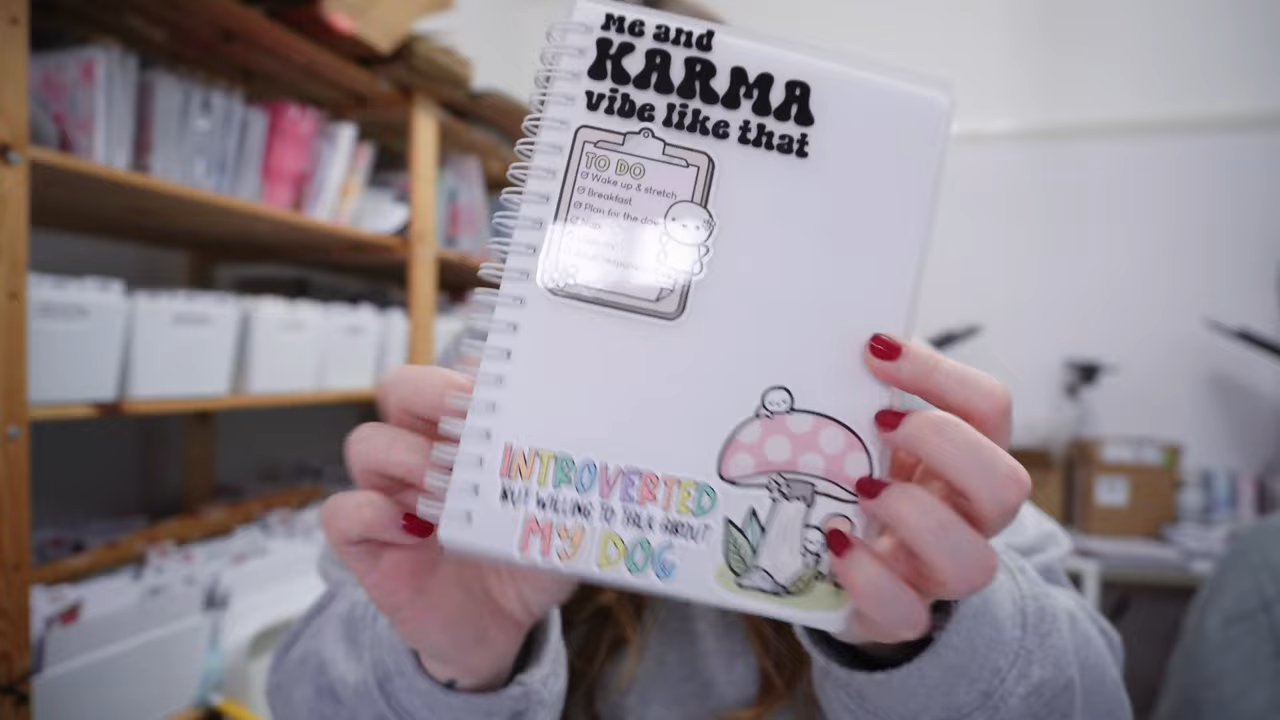 Me and
KARMA
vibe like that
TO DO
Wake up & stretch
Breakfast
Plan for the day
Nap
INTROVERTED
BUT WILLING TO TALK ABOUT
MY DOG